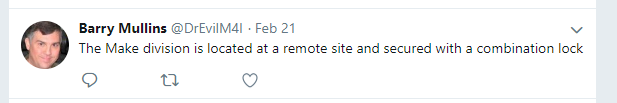 Barry Mullins @DrEvilM4I · Feb 21
The Make division is located at a remote site and secured with a combination lock